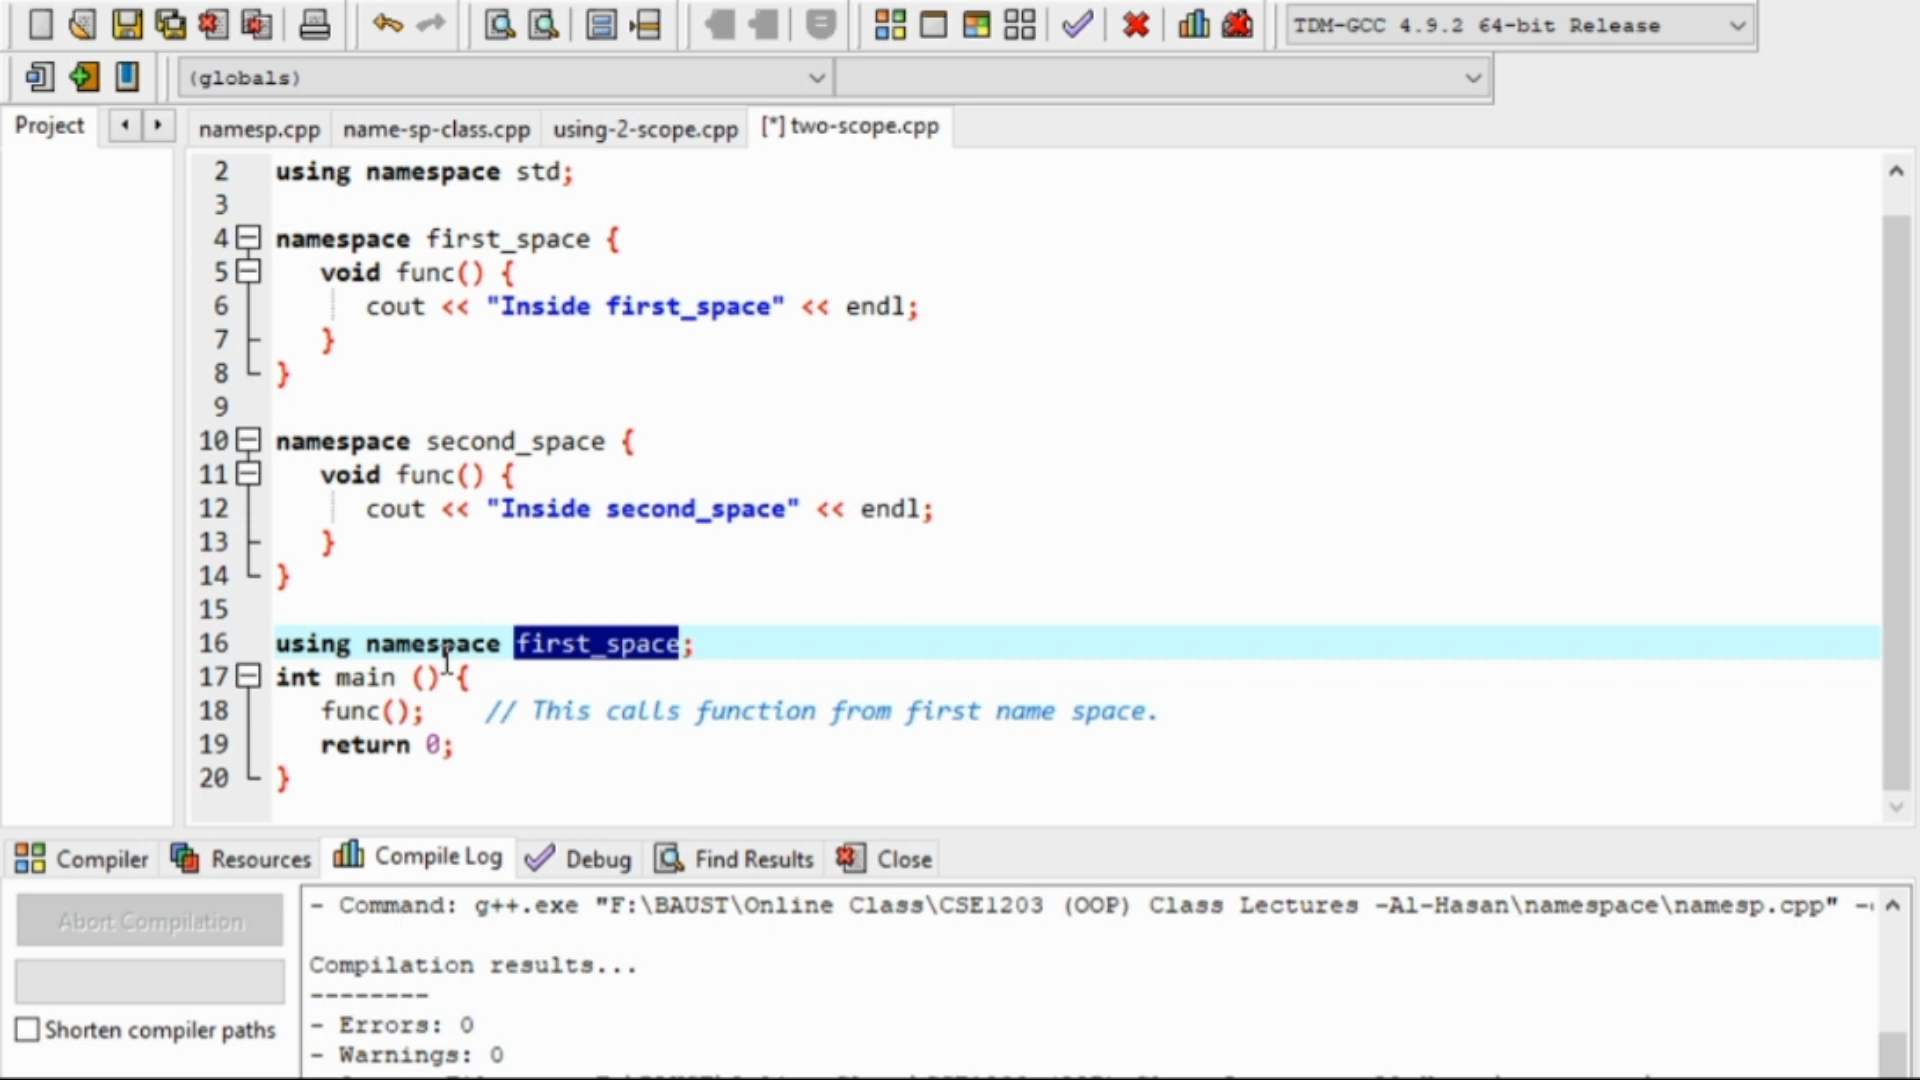 TDM-GCC 4.9.2 64-bit Release
(globals)
Project
namesp.cpp name-sp-class.cpp using-2-scope.cpp [*] two-scope.cpp
2 using namespace std;
3
4 namespace first_space {
5 void func() {
6 cout << "Inside first_space" << endl;
7 }
8 }
9
10 namespace second_space {
11 void func() {
12 cout << "Inside second_space" << endl;
13 }
14 }
15
16 using namespace first_space;
17 int main () {
18 func(); // This calls function from first name space.
19 return 0;
20 }
Compiler Resources Compile Log Debug Find Results Close
Abort Compilation
Shorten compiler paths
- Command: g++.exe "F:\BAUST\Online Class\CSE1203 (OOP) Class Lectures -Al-Hasan\namespace\namesp.cpp" -
Compilation results...
--------
- Errors: 0
- Warnings: 0